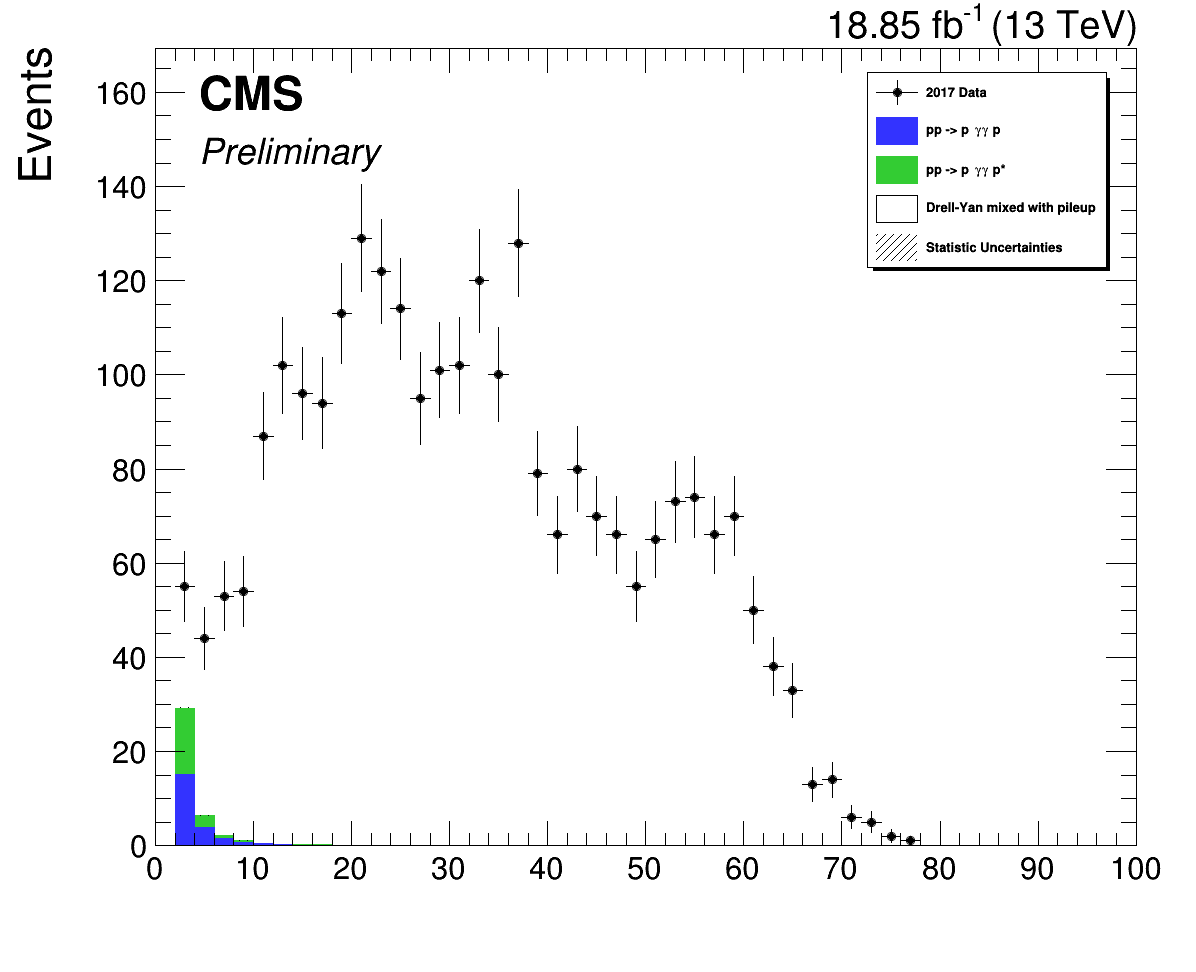 18.85 fb⁻¹ (13 TeV)
Events
CMS
Preliminary
2017 Data
pp -> p γγ p
pp -> p γγ p*
Drell-Yan mixed with pileup
Statistic Uncertainties
160
140
120
100
80
60
40
20
0
0 10 20 30 40 50 60 70 80 90 100